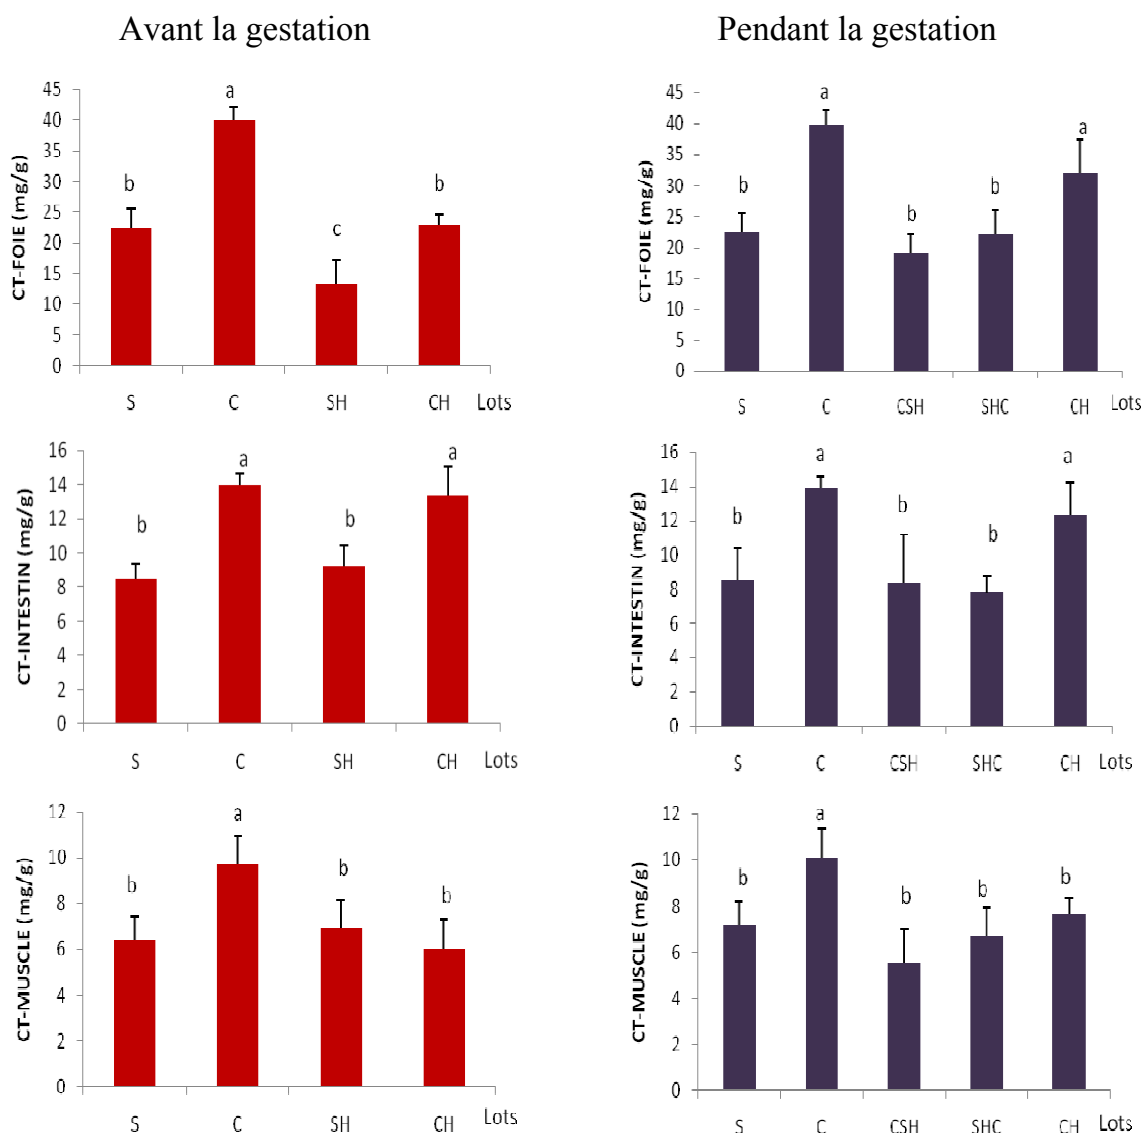 Avant la gestation
Pendant la gestation
CT-FOIE (mg/g)
45
40
35
30
25
20
15
10
5
0
b
a
c
b
S C SH CH Lots
CT-FOIE (mg/g)
45
40
35
30
25
20
15
10
5
0
b
a
b
b
a
S C CSH SHC CH Lots
CT-INTESTIN (mg/g)
16
14
12
10
8
6
4
2
0
b
a
b
a
S C SH CH Lots
CT-INTESTIN (mg/g)
16
14
12
10
8
6
4
2
0
b
a
b
b
a
S C CSH SHC CH Lots
CT-MUSCLE (mg/g)
12
10
8
6
4
2
0
b
a
b
b
S C SH CH Lots
CT-MUSCLE (mg/g)
12
10
8
6
4
2
0
b
a
b
b
b
S C CSH SHC CH Lots